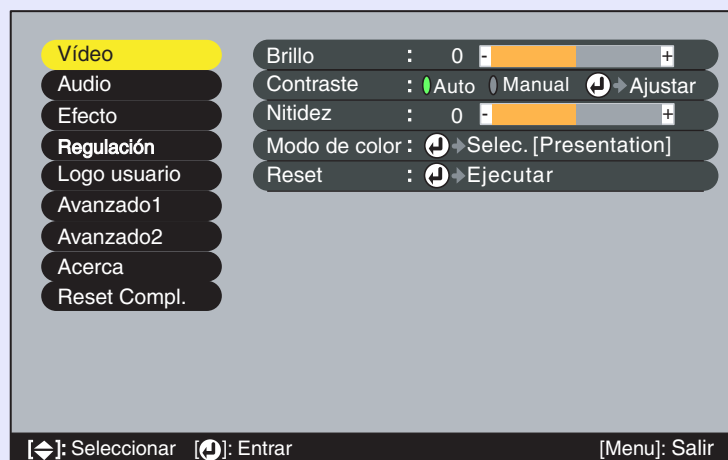 Vídeo
Audio
Efecto
Regulación
Logo usuario
Avanzado1
Avanzado2
Acerca
Reset Compl.
Brillo : 0 - +
Contraste : Auto Manual Ajustar
Nitidez : 0 - +
Modo de color : Selec. [Presentation]
Reset : Ejecutar
[ ]: Seleccionar [ ]: Entrar [Menu]: Salir